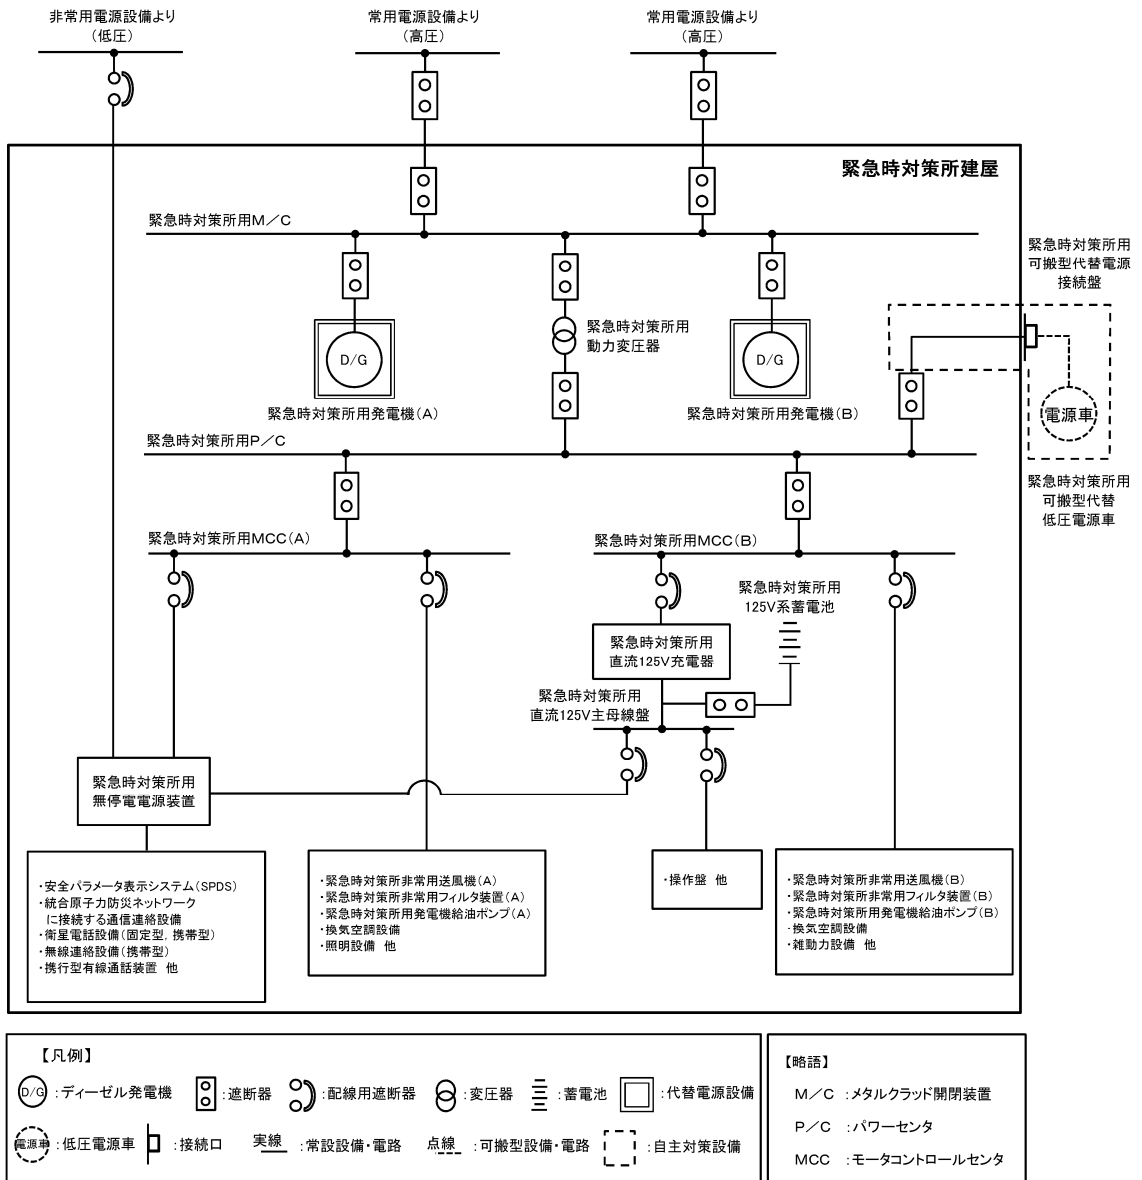 非常用電源設備より
(低圧)
常用電源設備より
(高圧)
常用電源設備より
(高圧)
緊急時対策所建屋
緊急時対策所用M/C
緊急時対策所用
可搬型代替電源
接続盤
緊急時対策所用
動力変圧器
D/G
D/G
電源車
緊急時対策所用発電機(A)
緊急時対策所用発電機(B)
緊急時対策所用P/C
緊急時対策所用
可搬型代替
低圧電源車
緊急時対策所用MCC(A)
緊急時対策所用MCC(B)
緊急時対策所用
125V系蓄電池
緊急時対策所用
直流125V充電器
緊急時対策所用
直流125V主母線盤
緊急時対策所用
無停電電源装置
・安全パラメータ表示システム(SPDS)
・統合原子力防災ネットワーク
に接続する通信連絡設備
・衛星電話設備(固定型,携帯型)
・無線連絡設備(携帯型)
・携行型有線通話装置 他
・緊急時対策所非常用送風機(A)
・緊急時対策所非常用フィルタ装置(A)
・緊急時対策所用発電機給油ポンプ(A)
・換気空調設備
・照明設備 他
・操作盤 他
・緊急時対策所非常用送風機(B)
・緊急時対策所非常用フィルタ装置(B)
・緊急時対策所用発電機給油ポンプ(B)
・換気空調設備
・雑動力設備 他
【凡例】
D/G :ディーゼル発電機
:遮断器
:配線用遮断器
:変圧器
:蓄電池
:代替電源設備
電源車 :低圧電源車
:接続口
実線 :常設設備・電路
点線 :可搬型設備・電路
:自主対策設備
【略語】
M/C :メタルクラッド開閉装置
P/C :パワーセンタ
MCC :モータコントロールセンタ